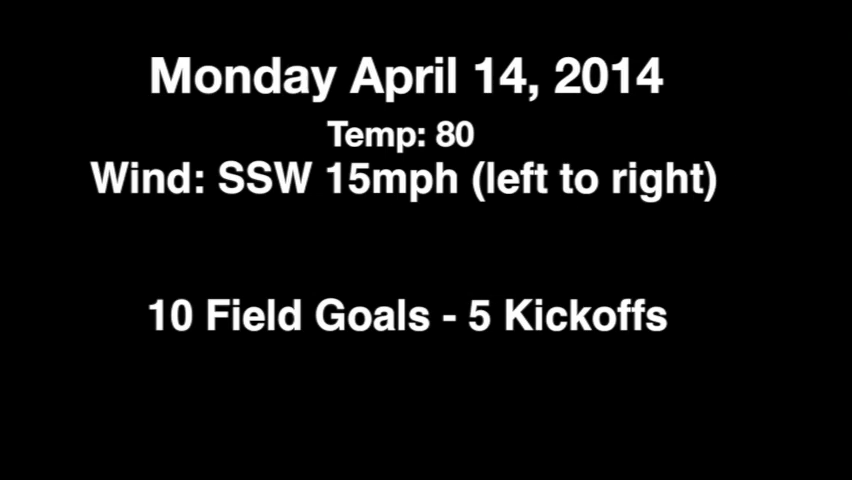 Monday April 14, 2014
Temp: 80
Wind: SSW 15mph (left to right)
10 Field Goals - 5 Kickoffs